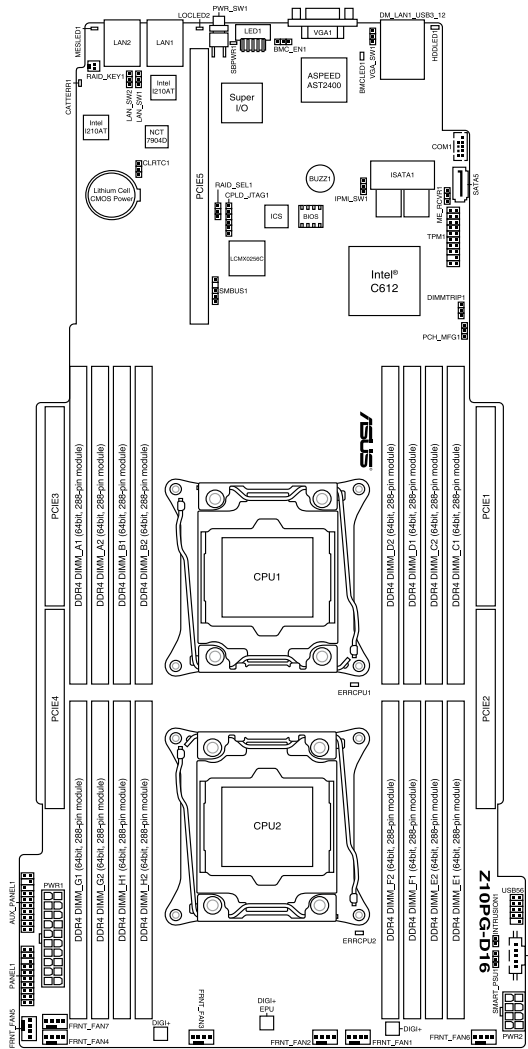 PWR_SW1
LOCLED2
LED1
VGA1
DM_LAN1_USB3_12
MESLED1
LAN2
LAN1
SBPWR1
BMC_EN1
BMCLED1
VGA_SW1
HDDLED1
CATTERR1
RAID_KEY1
LAN_SW2
LAN_SW1
Intel
I210AT
Super
I/O
ASPEED
AST2400
Intel
I210AT
NCT
7904D
COM1
CLRTC1
Lithium Cell
CMOS Power
PCIE5
RAID_SEL1
CPLD_JTAG1
BUZZ1
ISATA1
IPMI_SW1
SATA5
ME_RCVR1
TPM1
ICS
BIOS
LCMX0256C
SMBUS1
Intel®
C612
DIMMTRIP1
PCH_MFG1
ASUS
PCIE3
DDR4 DIMM_A1 (64bit, 288-pin module)
DDR4 DIMM_A2 (64bit, 288-pin module)
DDR4 DIMM_B1 (64bit, 288-pin module)
DDR4 DIMM_B2 (64bit, 288-pin module)
CPU1
DDR4 DIMM_D2 (64bit, 288-pin module)
DDR4 DIMM_D1 (64bit, 288-pin module)
DDR4 DIMM_C2 (64bit, 288-pin module)
DDR4 DIMM_C1 (64bit, 288-pin module)
PCIE1
ERRCPU1
PCIE4
PCIE2
DDR4 DIMM_G1 (64bit, 288-pin module)
DDR4 DIMM_G2 (64bit, 288-pin module)
DDR4 DIMM_H1 (64bit, 288-pin module)
DDR4 DIMM_H2 (64bit, 288-pin module)
CPU2
DDR4 DIMM_F2 (64bit, 288-pin module)
DDR4 DIMM_F1 (64bit, 288-pin module)
DDR4 DIMM_E2 (64bit, 288-pin module)
DDR4 DIMM_E1 (64bit, 288-pin module)
ERRCPU2
Z10PG-D16
AUX_PANEL1
PWR1
PANEL1
USB56
INTRUSION1
SMART_PSU1
PWR2
FRNT_FAN5
FRNT_FAN7
FRNT_FAN4
DIGI+
FRNT_FAN3
DIGI+
EPU
FRNT_FAN2
FRNT_FAN1
DIGI+
FRNT_FAN6